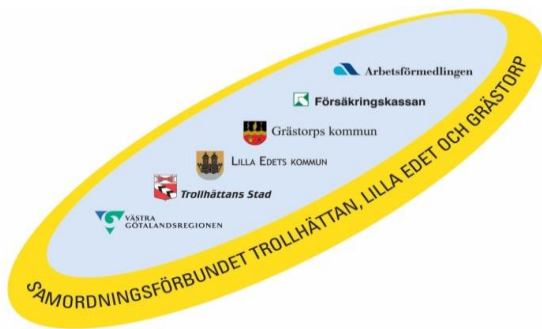 Arbetsförmedlingen
Försäkringskassan
Grästorps kommun
LILLA EDETS KOMMUN
Trollhättans Stad
VÄSTRA
GÖTALANDSREGIONEN
SAMORDNINGSFÖRBUNDET TROLLHÄTTAN, LILLA EDET OCH GRÄSTORP